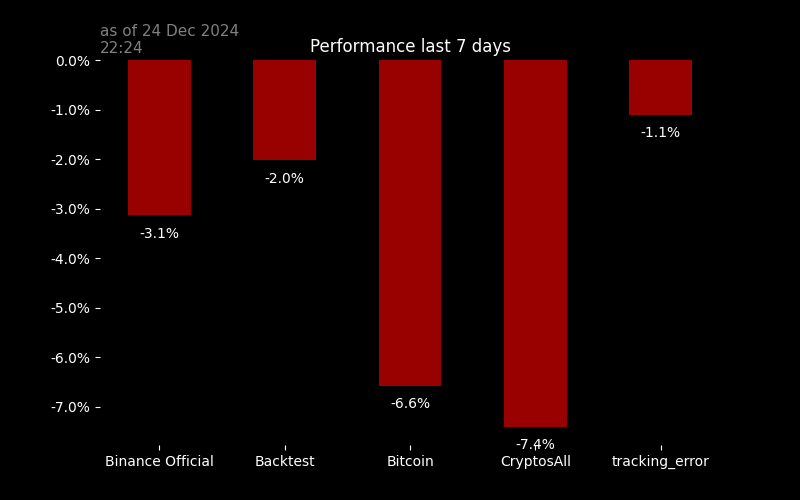 as of 24 Dec 2024
22:24
Performance last 7 days
0.0%
-1.0%
-2.0%
-3.0%
-4.0%
-5.0%
-6.0%
-7.0%
-3.1%
-2.0%
-6.6%
-7.4%
-1.1%
Binance Official
Backtest
Bitcoin
CryptosAll
tracking_error